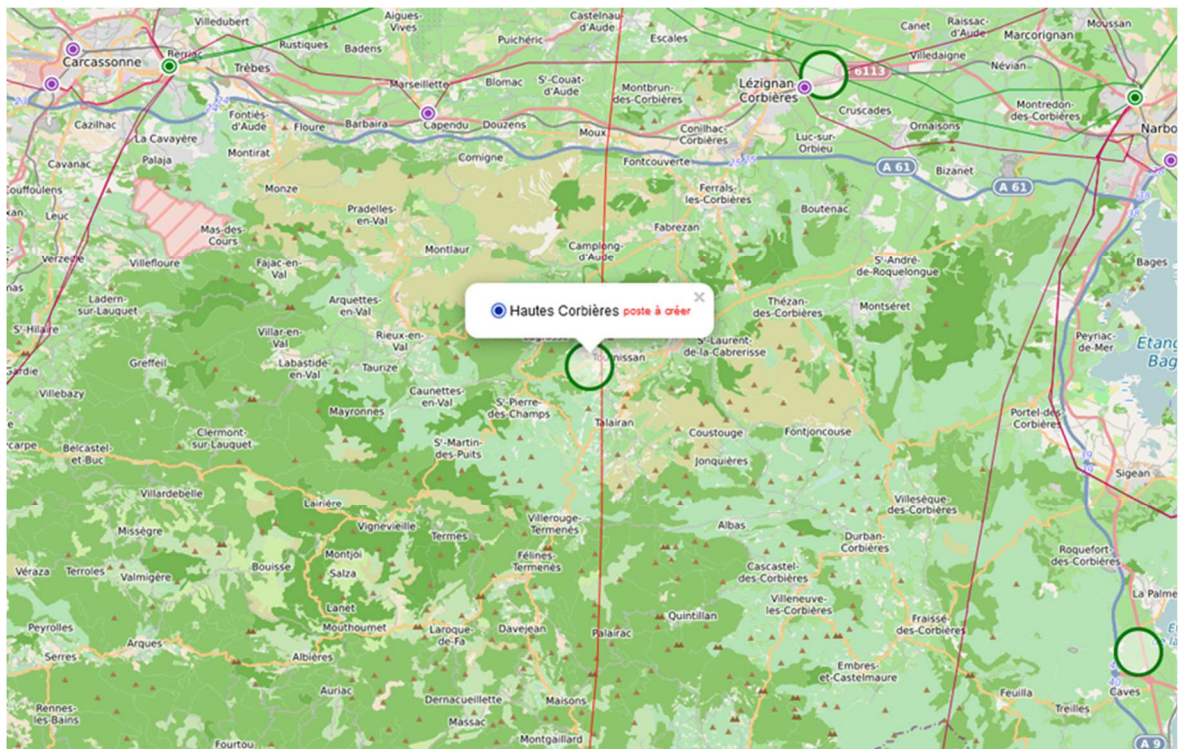 Villedubert
Aigues-
Vives
Castelnau
d'Aude
Canet
Raissac-
d'Aude
Moussan
Marcorignan
Rustiques
Badens
Puichéric
Escales
Villedaigne
Névian
Carcassonne
Berriac
Trèbes
Marseillette
Blomac
S^t-Couat-
d'Aude
Montbrun-
des-Corbières
Lézignan
Corbières
6113
Cruscades
Montredon-
des-Corbières
Cazilhac
La Cavayère
Fontiès-
d'Aude
Floure
Barbaira
Capendu
Douzens
Moux
Conilhac-
Corbières
Luc-sur-
Orbieu
Ornaisons
Narbo
Cavanac
Palaja
Montirat
Comigne
Fontcouverte
A 61
Bizanet
A 61
Couffoulens
Leuc
Monze
Ferrals-
les-Corbières
38
38
Mas-des-
Cours
Pradelles-
en-Val
Boutenac
Fabrezan
Villefloure
Montlaur
Camplong-
d'Aude
S^t-André-
de-Roquelongue
Bages
Fajac-en-
Val
Ladern-
sur-Lauquet
Arquettes-
en-Val
Hautes Corbières poste à créer
Thézan-
des-Corbières
Montséret
S^t-Hilaire
Villar-en-
Val
Rieux-en-
Val
Tournissan
S^t-Laurent-
de-la-Cabrerisse
Peyriac-
de-Mer
Etang
Bag
Greffeil
Labastide-
en-Val
Taurize
Villebazy
Caunettes-
en-Val
S^t-Pierre-
des-Champs
Mayronnes
Talairan
Portel-des-
Corbières
Clermont-
sur-Lauquet
Coustouge
Fontjoncouse
Belcastel-
et-Buc
S^t-Martin-
des-Puits
Jonquières
39
Sigean
Villardebelle
Lairière
Villesèque-
des-Corbières
Missègre
Vignevieille
Termes
Villerouge-
Termenès
Albas
Durban-
Corbières
Montjoi
Félines-
Termenès
Roquefort-
des-Corbières
Véraza
Terroles
Valmigère
Bouisse
Salza
Cascastel-
des-Corbières
Lanet
Villeneuve-
les-Corbières
La Palme
Peyrolles
Mouthoumet
Laroque-
de-Fa
Davejean
Palairac
Quintillan
Fraissé-
des-Corbières
Arques
Serres
Albières
Embres-
et-Castelmaure
40
Auriac
Dernacueillette
Maisons
Feuilla
Caves
Rennes-
les-Bains
Massac
Treilles
Fourtou
Montgaillard
A 9